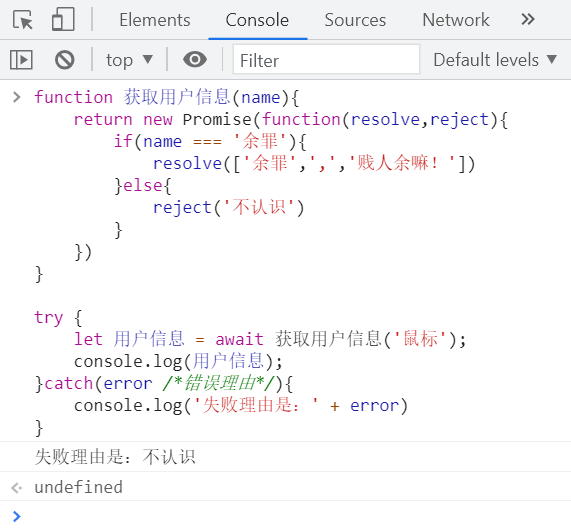 Elements Console Sources Network »
top ▼ Filter Default levels ▼
> function 获取用户信息(name){
    return new Promise(function(resolve,reject){
        if(name === '余罪'){
            resolve(['余罪',',','贱人余嘛！'])
        }else{
            reject('不认识')
        }
    })
}

try {
    let 用户信息 = await 获取用户信息('鼠标');
    console.log(用户信息);
}catch(error /*错误理由*/){
    console.log('失败理由是：' + error)
}
失败理由是：不认识
undefined